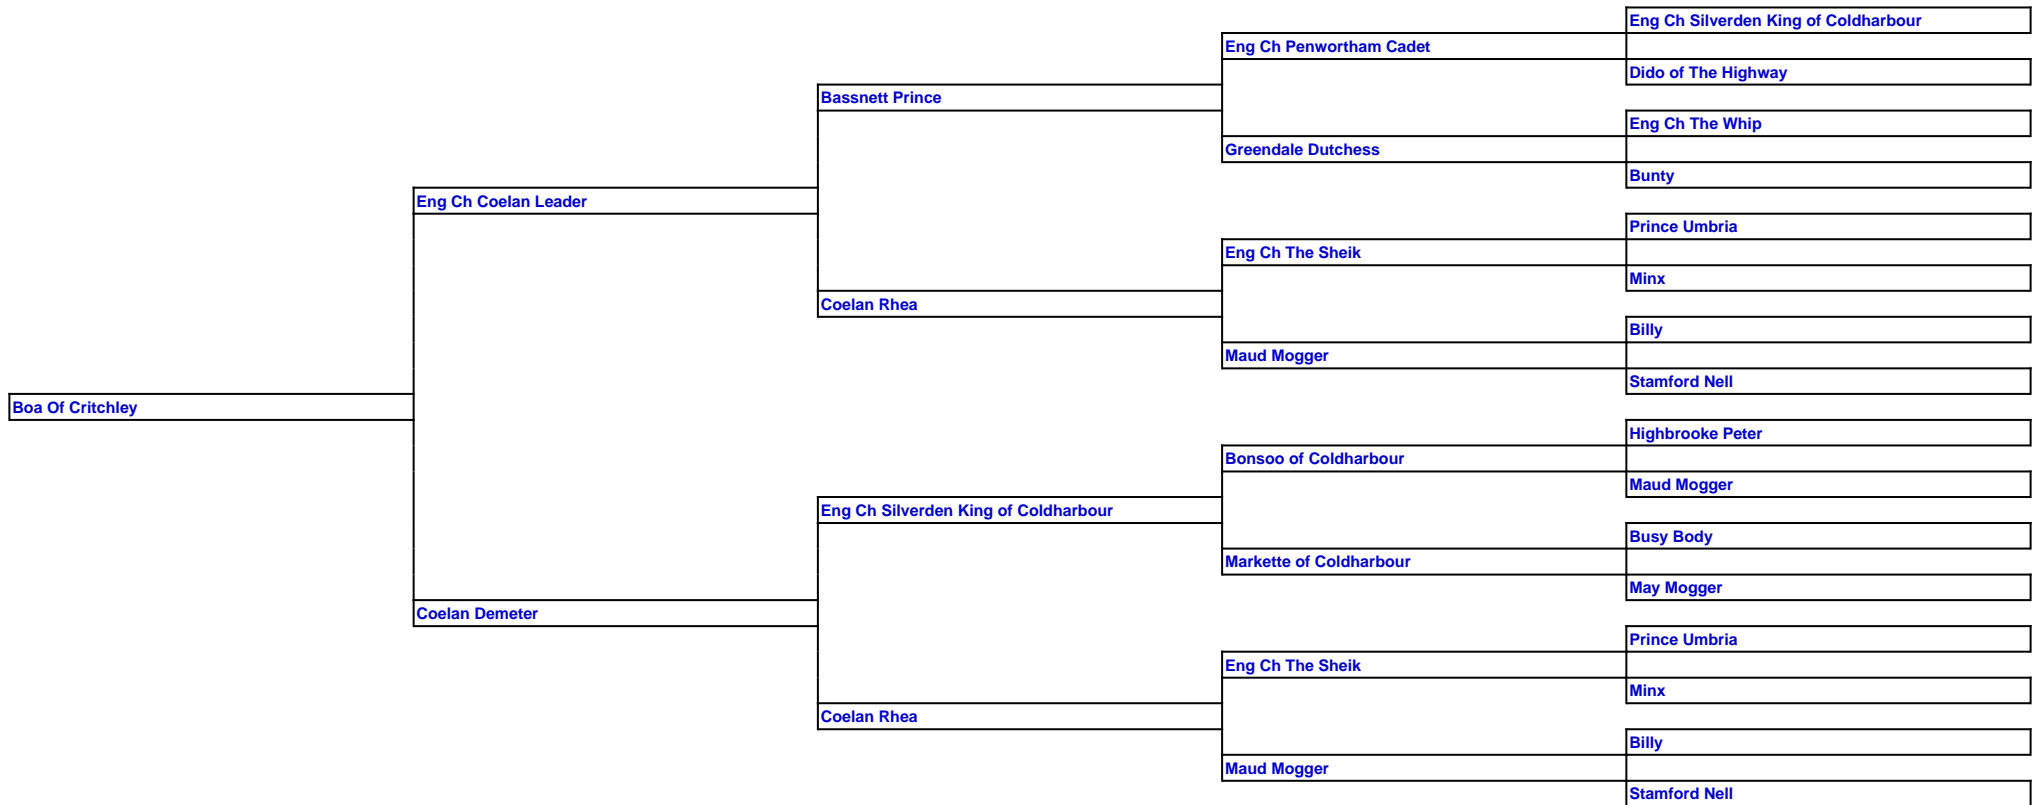 Eng Ch Silverden King of Coldharbour
Eng Ch Penwortham Cadet
Dido of The Highway
Bassnett Prince
Eng Ch The Whip
Greendale Dutchess
Bunty
Eng Ch Coelan Leader
Prince Umbria
Eng Ch The Sheik
Minx
Coelan Rhea
Billy
Maud Mogger
Stamford Nell
Boa Of Critchley
Highbrooke Peter
Bonsoo of Coldharbour
Maud Mogger
Eng Ch Silverden King of Coldharbour
Busy Body
Markette of Coldharbour
May Mogger
Coelan Demeter
Prince Umbria
Eng Ch The Sheik
Minx
Coelan Rhea
Billy
Maud Mogger
Stamford Nell